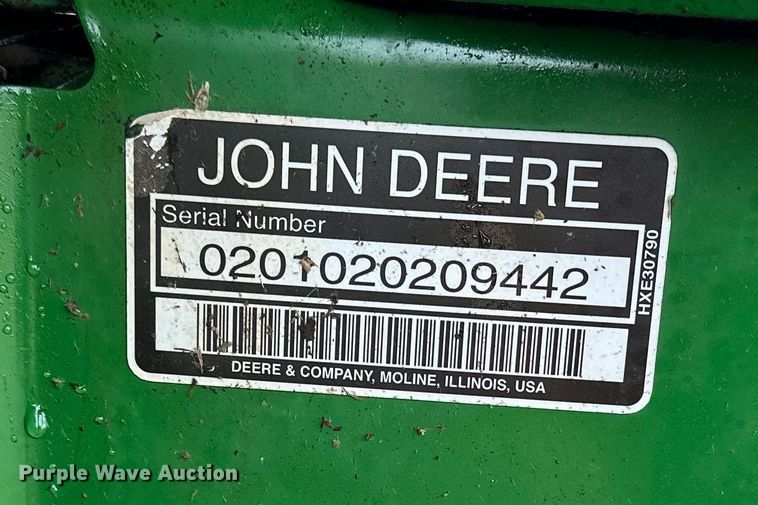 JOHN DEERE
Serial Number
0201020209442
HXE30790
DEERE & COMPANY, MOLINE, ILLINOIS, USA
Purple Wave Auction